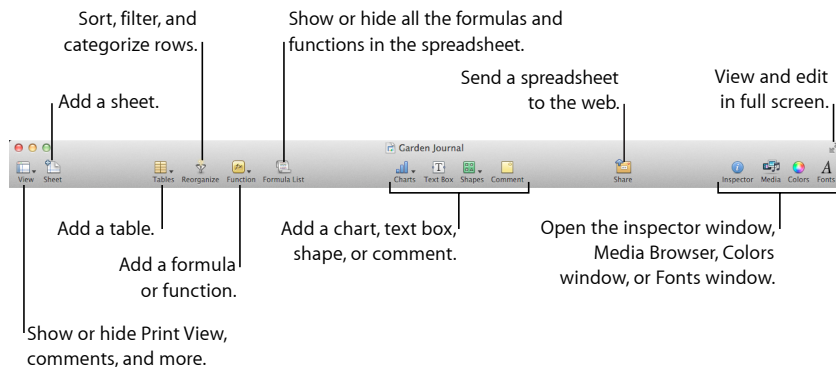 Sort, filter, and
categorize rows.
Show or hide all the formulas and
functions in the spreadsheet.
Send a spreadsheet
to the web.
View and edit
in full screen.
Add a sheet.
Garden Journal
View
Sheet
Tables
Reorganize
Function
Formula List
Charts
Text Box
Shapes
Comment
Share
Inspector
Media
Colors
Fonts
Add a table.
Add a formula
or function.
Add a chart, text box,
shape, or comment.
Open the inspector window,
Media Browser, Colors
window, or Fonts window.
Show or hide Print View,
comments, and more.